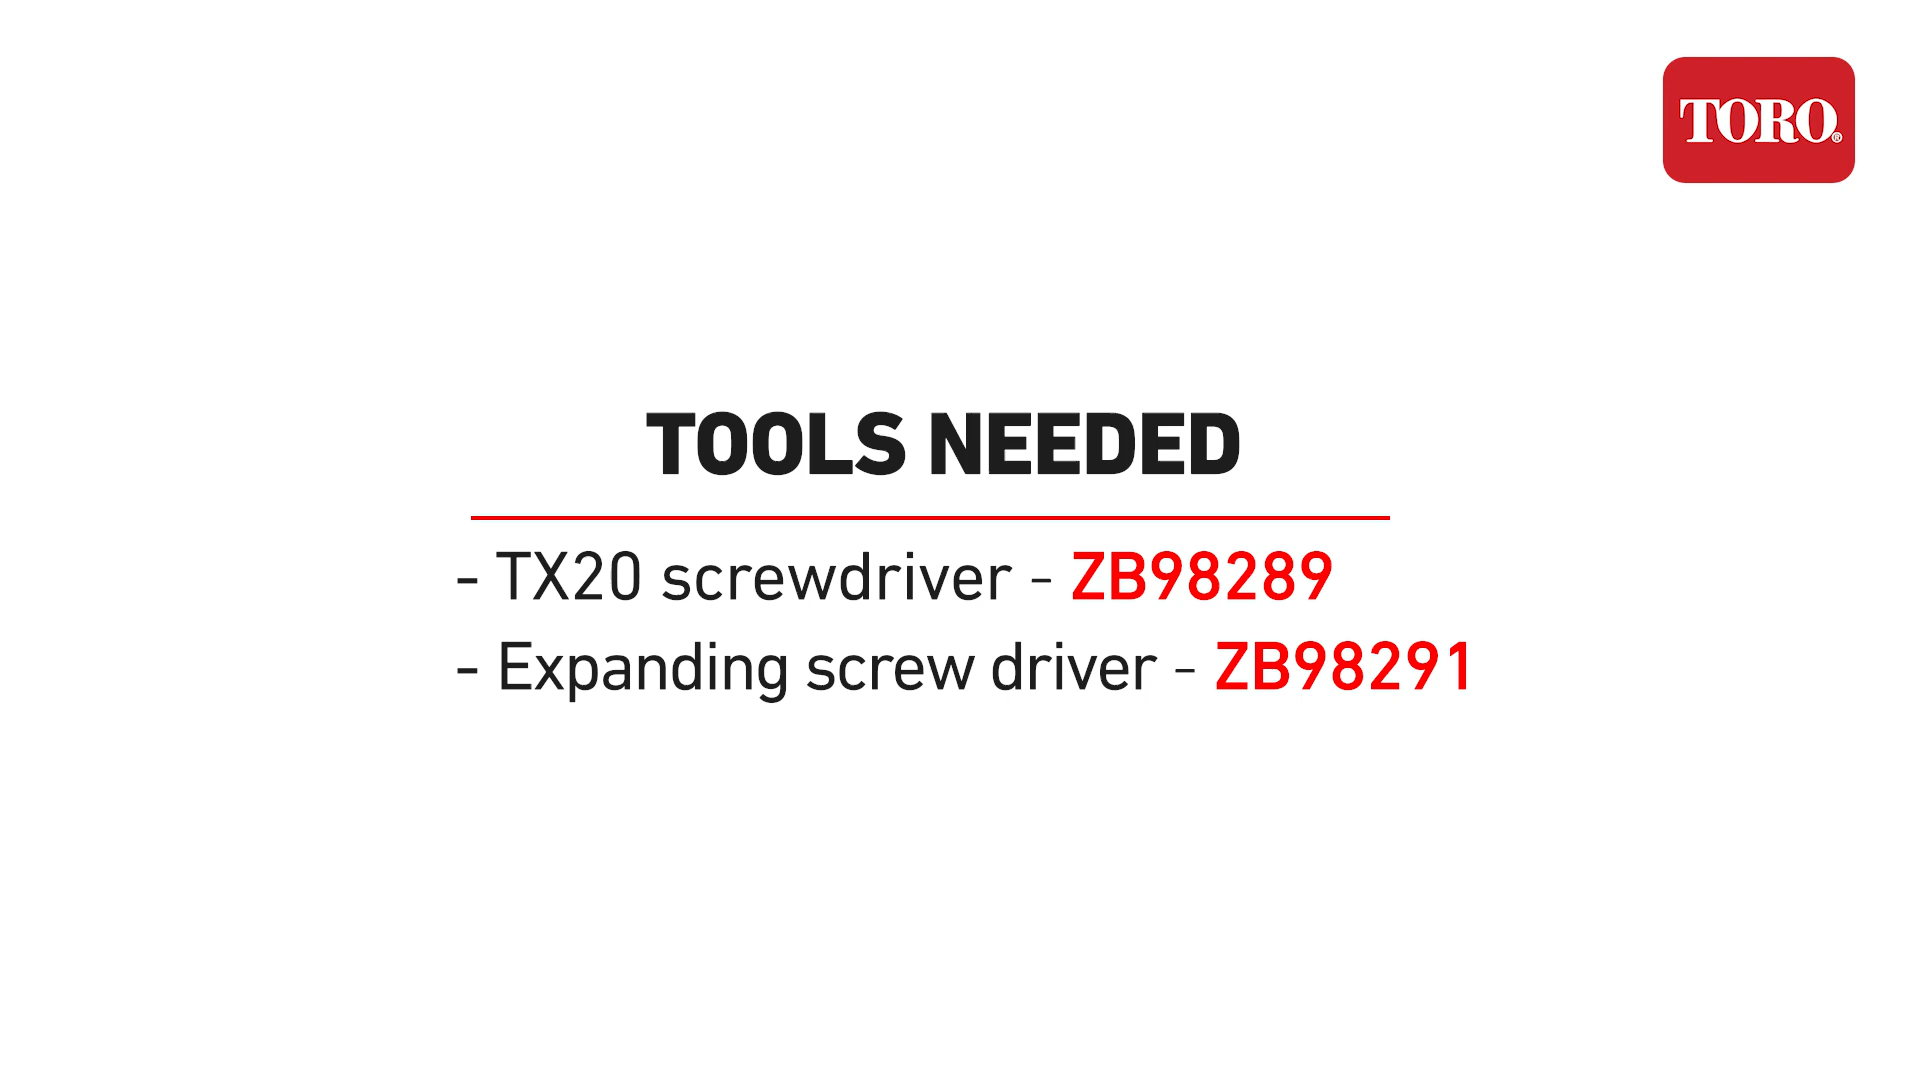 TORO®
TOOLS NEEDED
- TX20 screwdriver - ZB98289
- Expanding screw driver - ZB98291